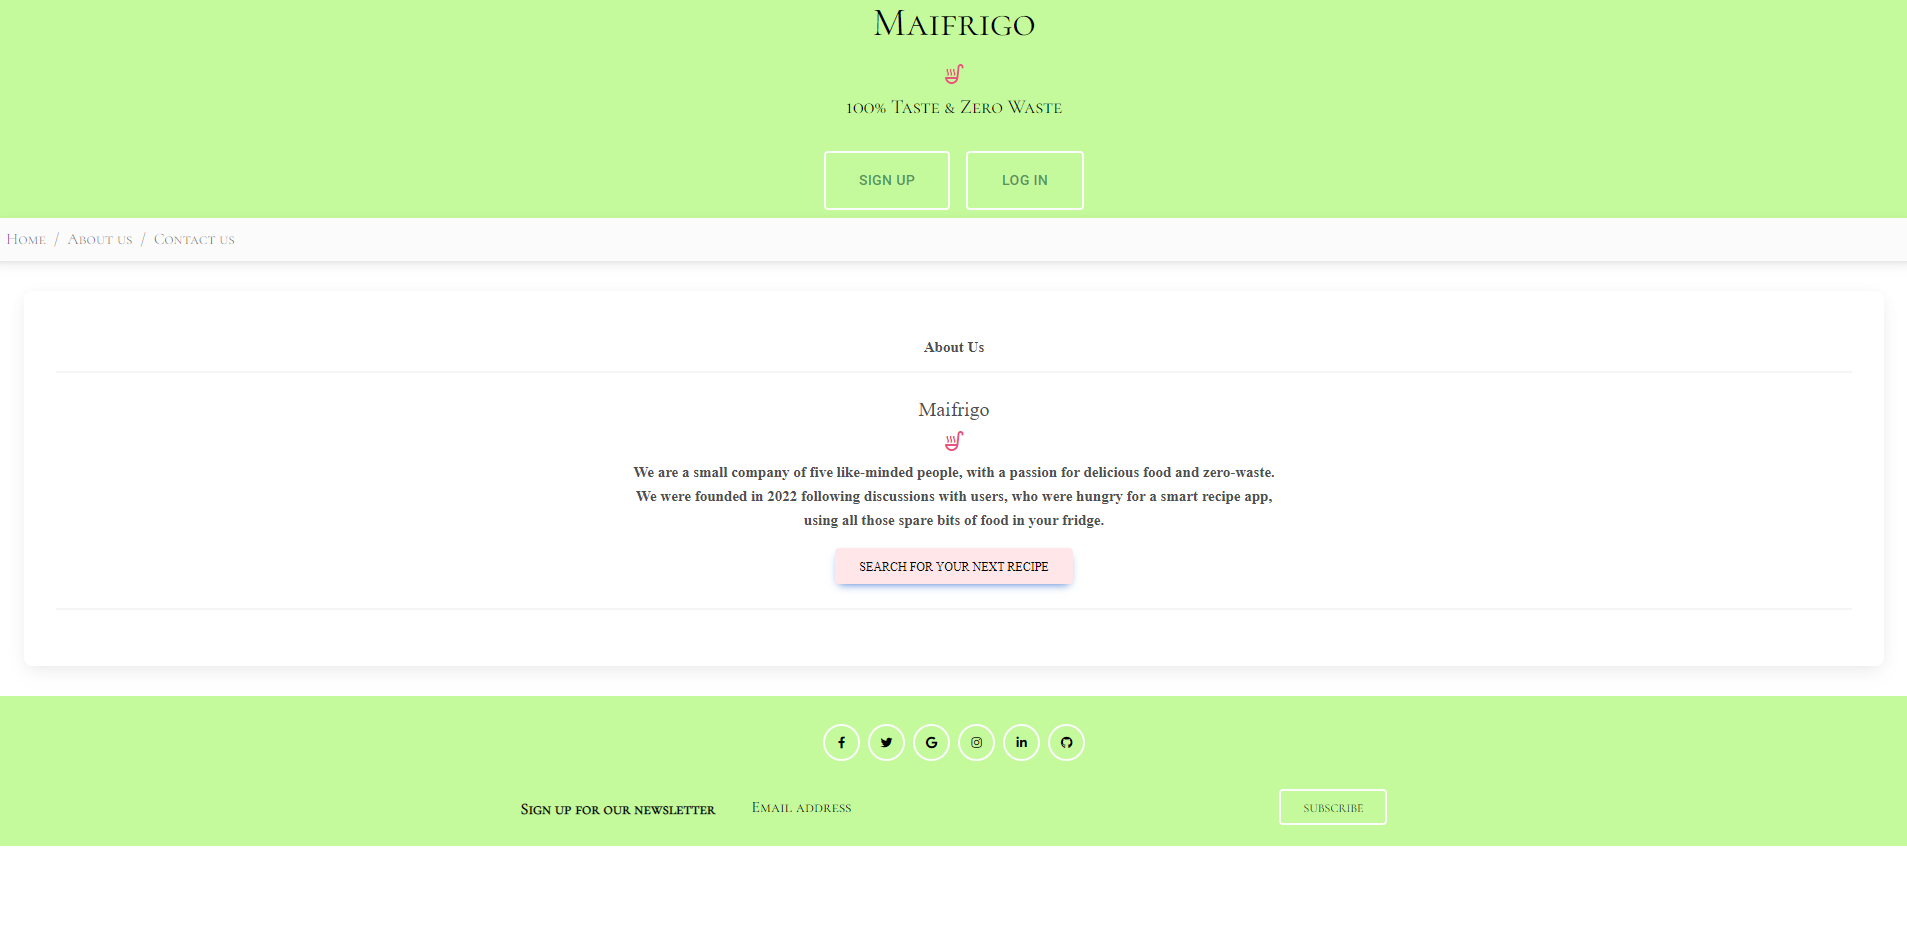 Maifrigo
100% Taste & Zero Waste
SIGN UP LOG IN
Home / About us / Contact us
About Us
Maifrigo
We are a small company of five like-minded people, with a passion for delicious food and zero-waste.
We were founded in 2022 following discussions with users, who were hungry for a smart recipe app,
using all those spare bits of food in your fridge.
SEARCH FOR YOUR NEXT RECIPE
Sign up for our newsletter Email address SUBSCRIBE